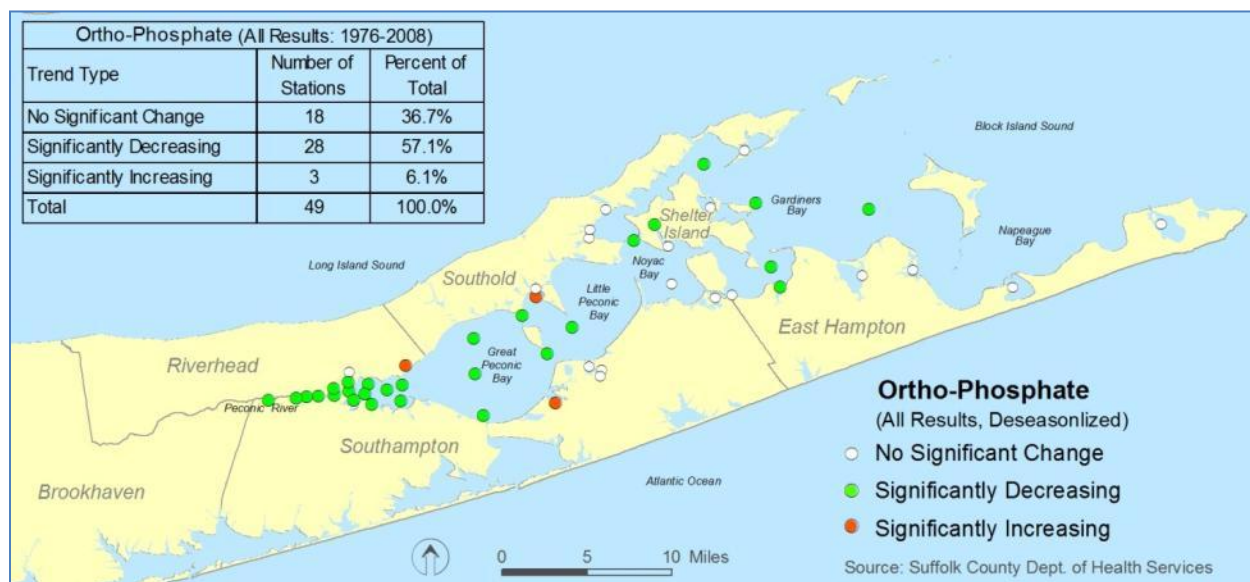 Ortho-Phosphate (All Results: 1976-2008)
Trend Type
Number of
Stations
Percent of
Total
No Significant Change 18 36.7%
Significantly Decreasing 28 57.1%
Significantly Increasing 3 6.1%
Total 49 100.0%
Block Island Sound
Gardiners
Bay
Shelter
Island
Napeague
Bay
Long Island Sound
Noyac
Bay
Southold
Little
Peconic
Bay
East Hampton
Riverhead
Great
Peconic
Bay
Peconic River
Southampton
Brookhaven
Atlantic Ocean
Ortho-Phosphate
(All Results, Deseasonlized)
No Significant Change
Significantly Decreasing
Significantly Increasing
0 5 10 Miles
Source: Suffolk County Dept. of Health Services